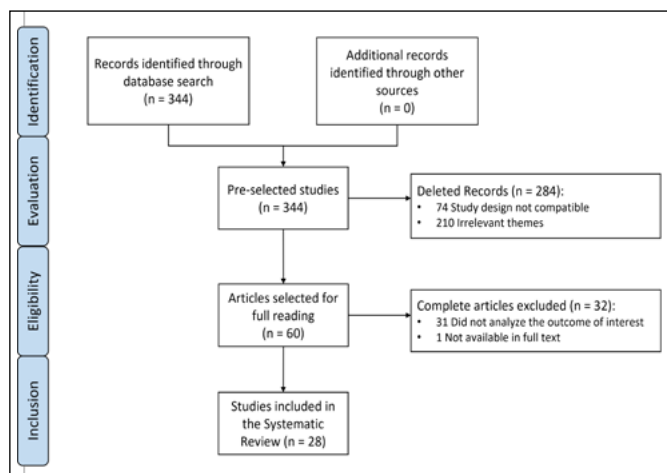 Identification
Records identified through
database search
(n = 344)
Additional records
identified through other
sources
(n = 0)
Evaluation
Pre-selected studies
(n = 344)
Deleted Records (n = 284):
• 74 Study design not compatible
• 210 Irrelevant themes
Eligibility
Articles selected for
full reading
(n = 60)
Complete articles excluded (n = 32):
• 31 Did not analyze the outcome of interest
• 1 Not available in full text
Inclusion
Studies included in
the Systematic
Review (n = 28)